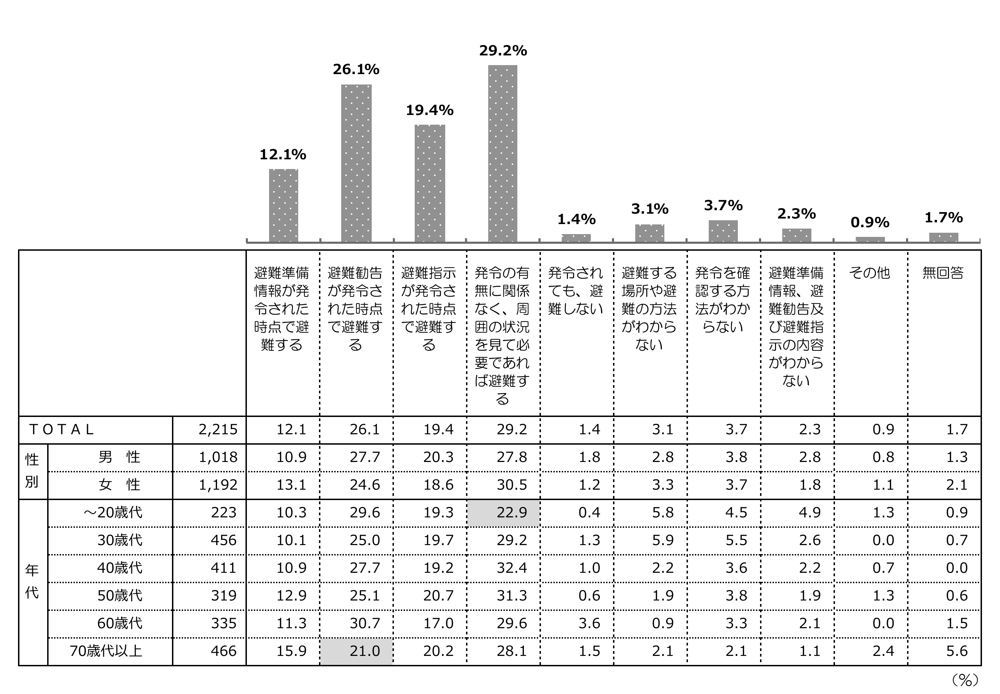 29.2%
26.1%
19.4%
12.1%
3.7%
3.1%
2.3%
1.7%
1.4%
0.9%
避難準備
情報が発
令された
時点で避
難する
避難勧告
が発令さ
れた時点
で避難す
る
避難指示
が発令さ
れた時点
で避難す
る
発令の有
無に関係
なく、周
囲の状況
を見て必
要であれ
ば避難す
る
発令され
ても、避
難しない
避難する
場所や避
難の方法
がわから
ない
発令を確
認する方
法がわか
らない
避難準備
情報、避
難勧告及
び避難指
示の内容
がわから
ない
その他
無回答
ＴＯＴＡＬ 2,215 12.1 26.1 19.4 29.2 1.4 3.1 3.7 2.3 0.9 1.7
性別
男　性 1,018 10.9 27.7 20.3 27.8 1.8 2.8 3.8 2.8 0.8 1.3
女　性 1,192 13.1 24.6 18.6 30.5 1.2 3.3 3.7 1.8 1.1 2.1
年代
～20歳代 223 10.3 29.6 19.3 22.9 0.4 5.8 4.5 4.9 1.3 0.9
30歳代 456 10.1 25.0 19.7 29.2 1.3 5.9 5.5 2.6 0.0 0.7
40歳代 411 10.9 27.7 19.2 32.4 1.0 2.2 3.6 2.2 0.7 0.0
50歳代 319 12.9 25.1 20.7 31.3 0.6 1.9 3.8 1.9 1.3 0.6
60歳代 335 11.3 30.7 17.0 29.6 3.6 0.9 3.3 2.1 0.0 1.5
70歳代以上 466 15.9 21.0 20.2 28.1 1.5 2.1 2.1 1.1 2.4 5.6
（％）